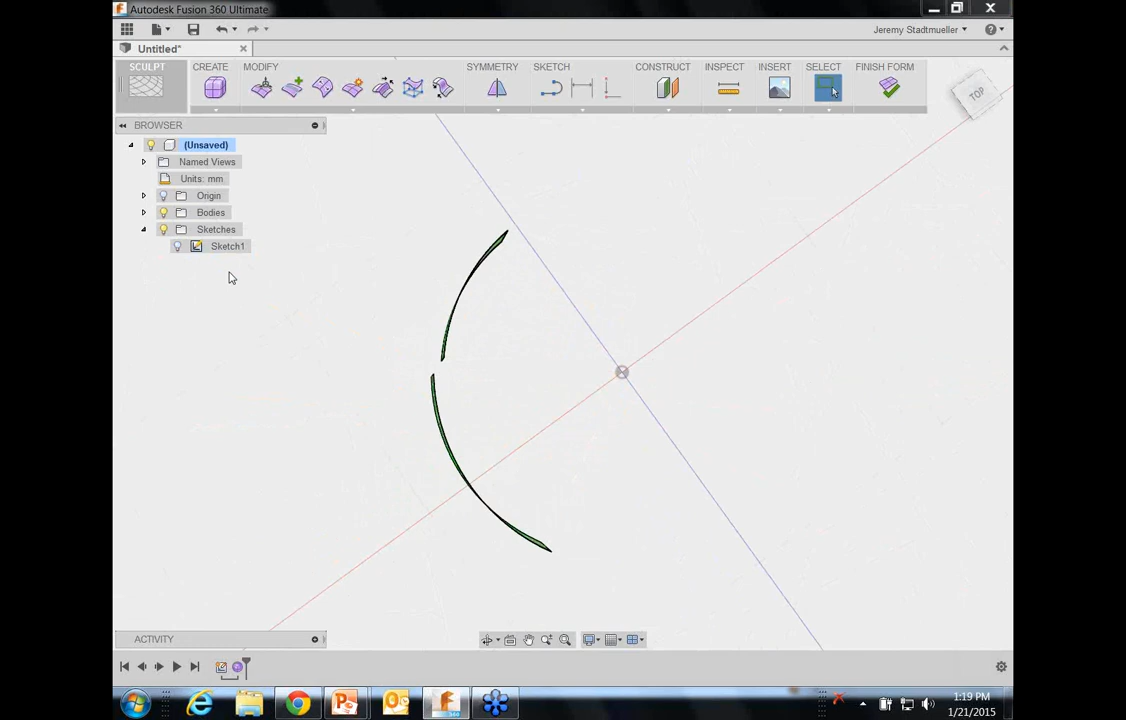 Autodesk Fusion 360 Ultimate
Untitled*
Jeremy Stadtmueller
SCULPT CREATE MODIFY SYMMETRY SKETCH CONSTRUCT INSPECT INSERT SELECT FINISH FORM
TOP
BROWSER
(Unsaved)
Named Views
Units: mm
Origin
Bodies
Sketches
Sketch1
ACTIVITY
1:19 PM
1/21/2015